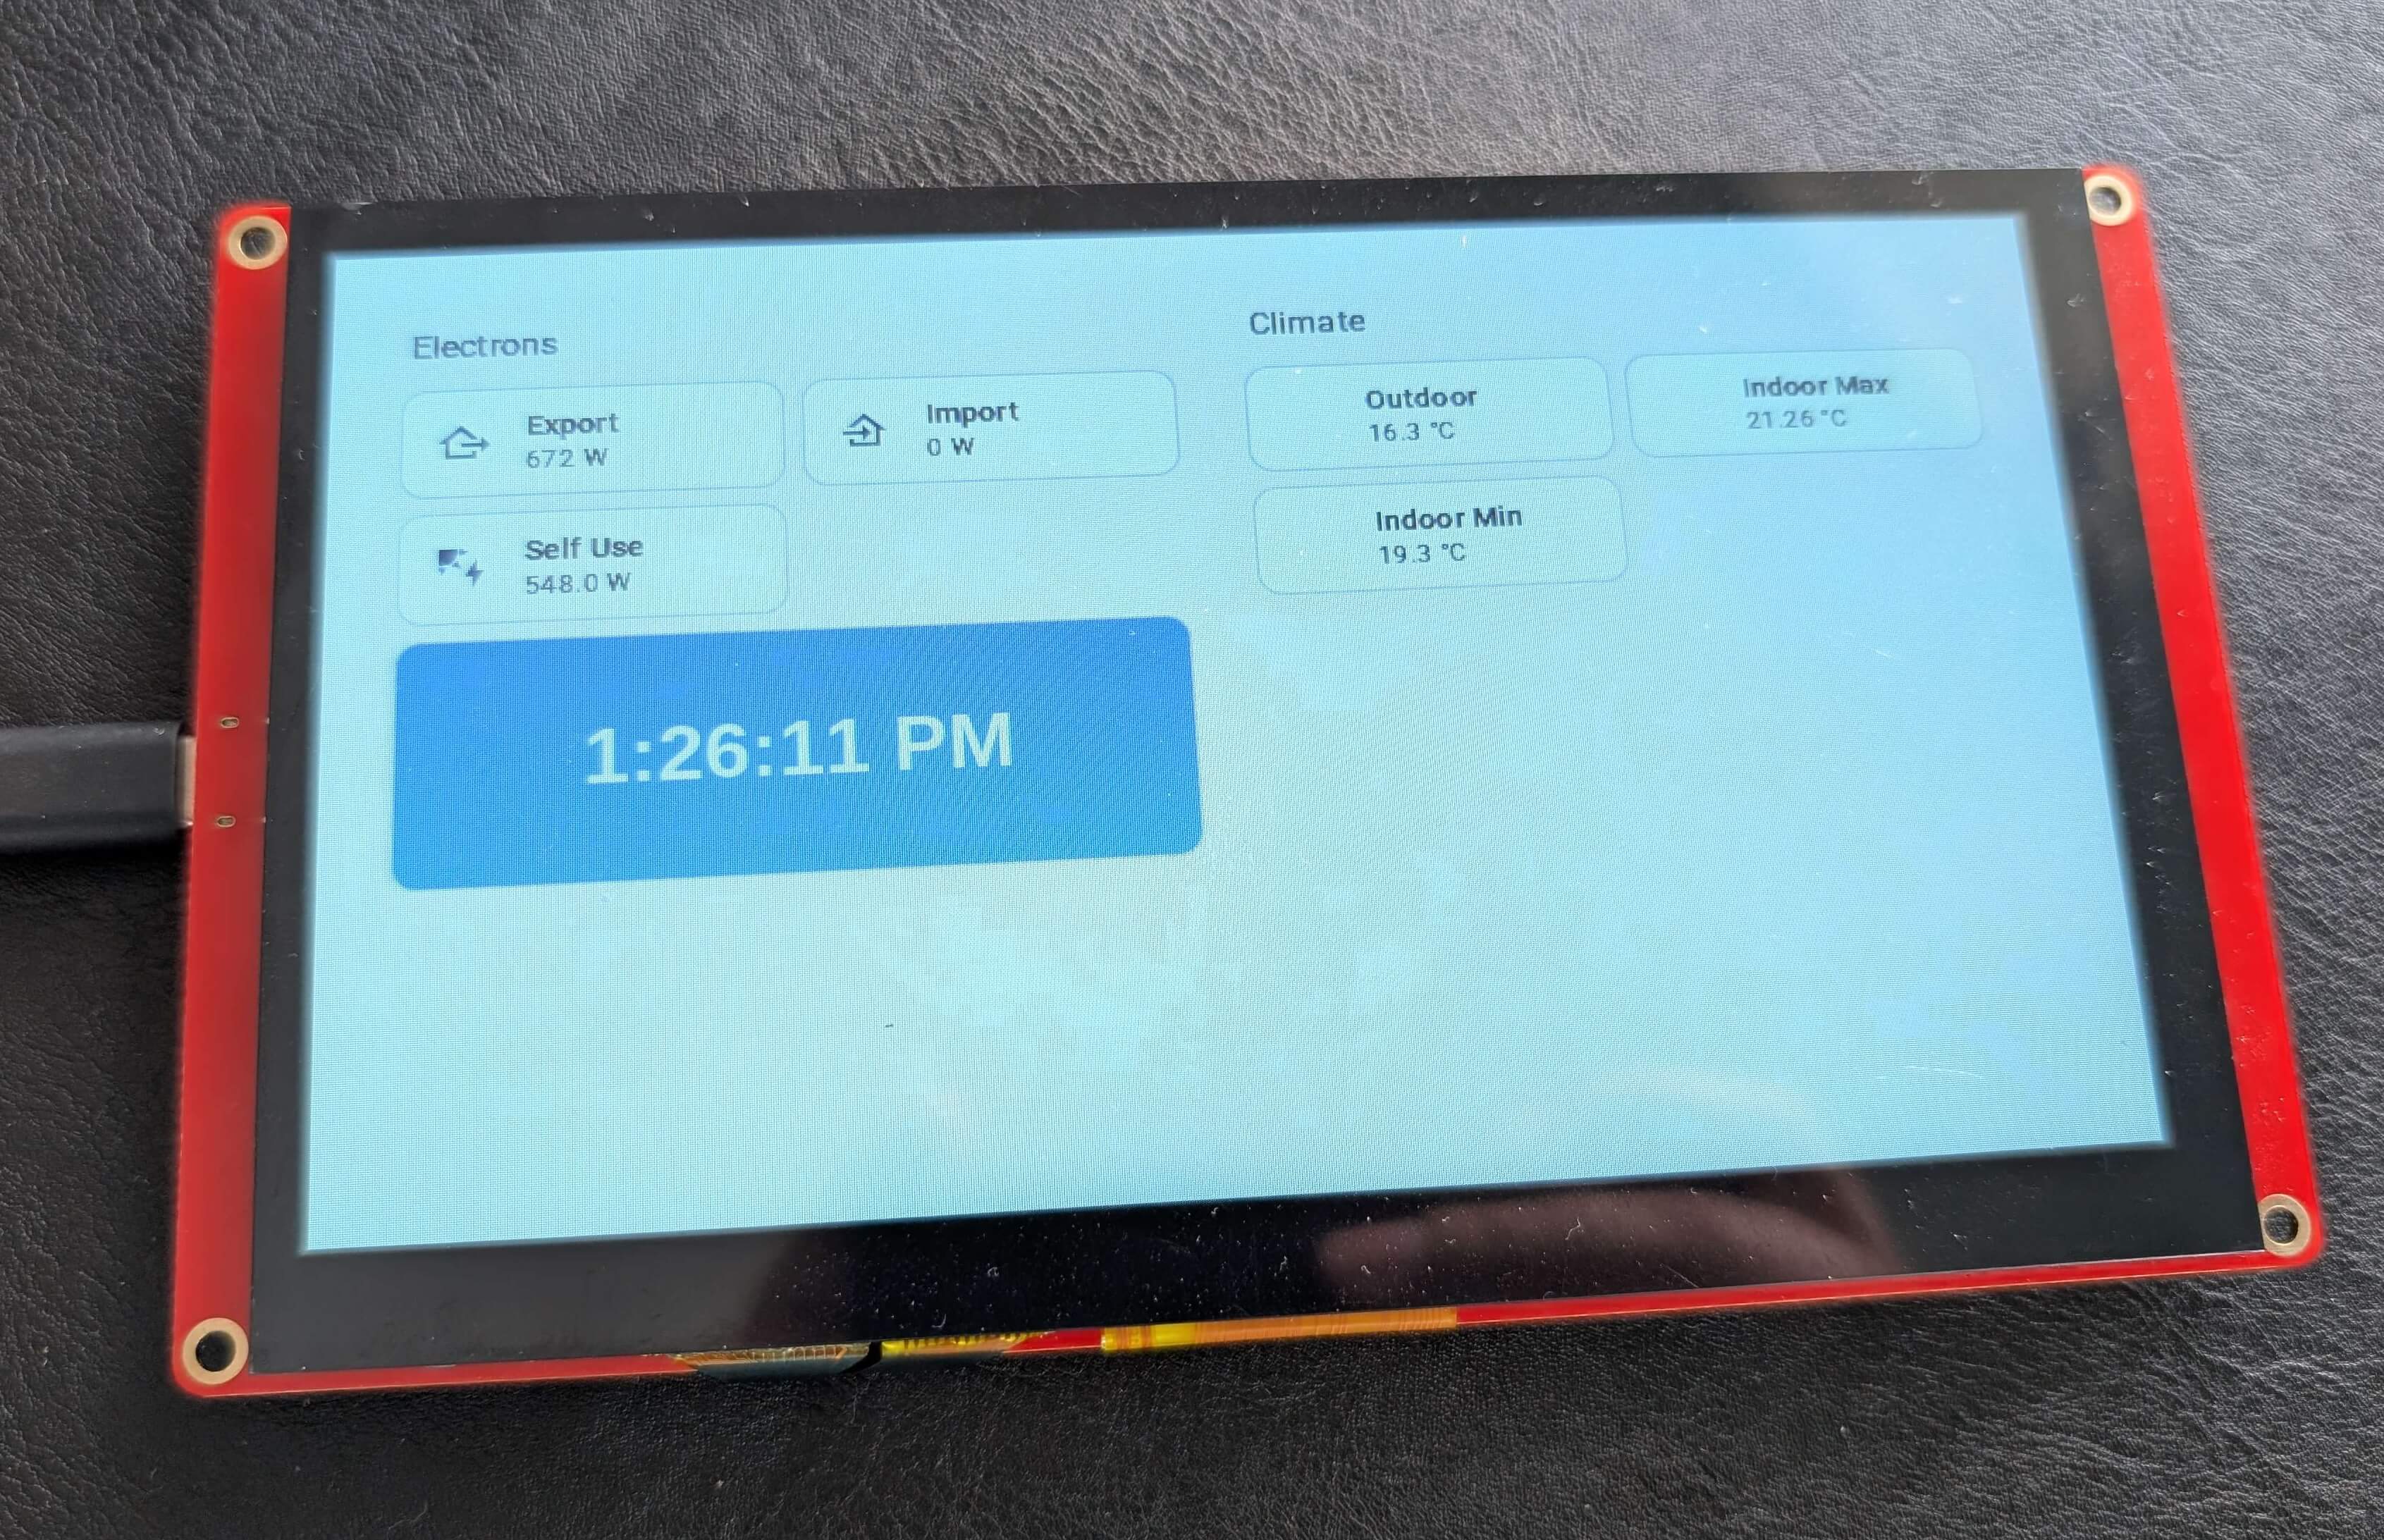 Electrons
Export
672 W
Import
0 W
Self Use
548.0 W
1:26:11 PM
Climate
Outdoor
16.3 °C
Indoor Max
21.26 °C
Indoor Min
19.3 °C